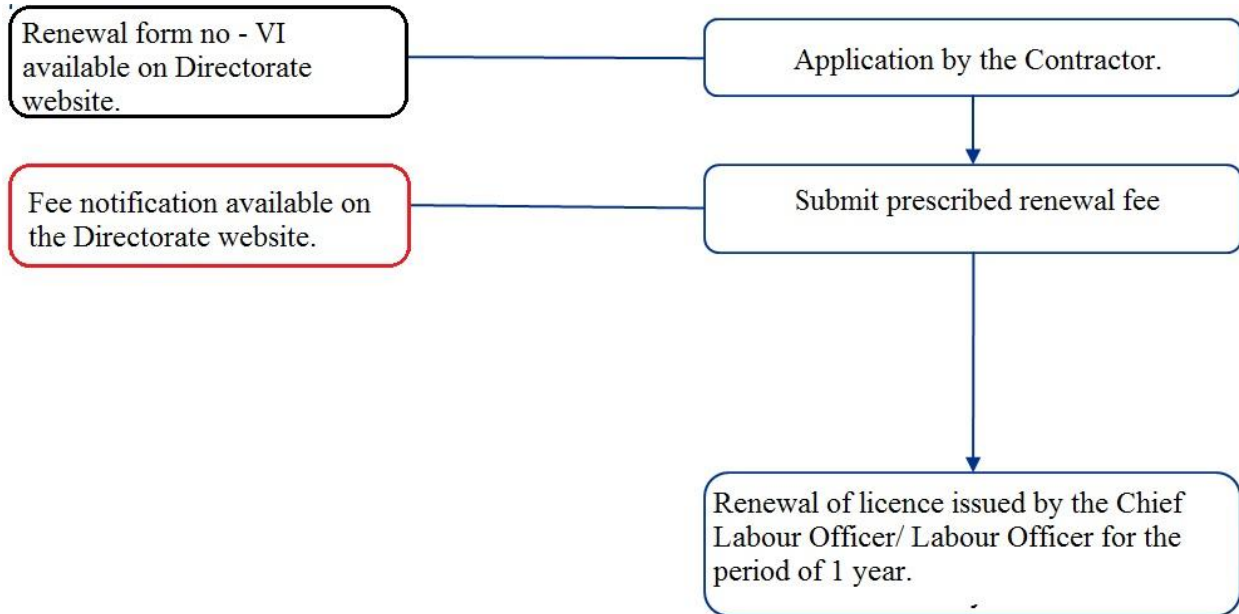 Renewal form no - VI
available on Directorate
website.
Application by the Contractor.
Fee notification available on
the Directorate website.
Submit prescribed renewal fee
Renewal of licence issued by the Chief
Labour Officer/ Labour Officer for the
period of 1 year.